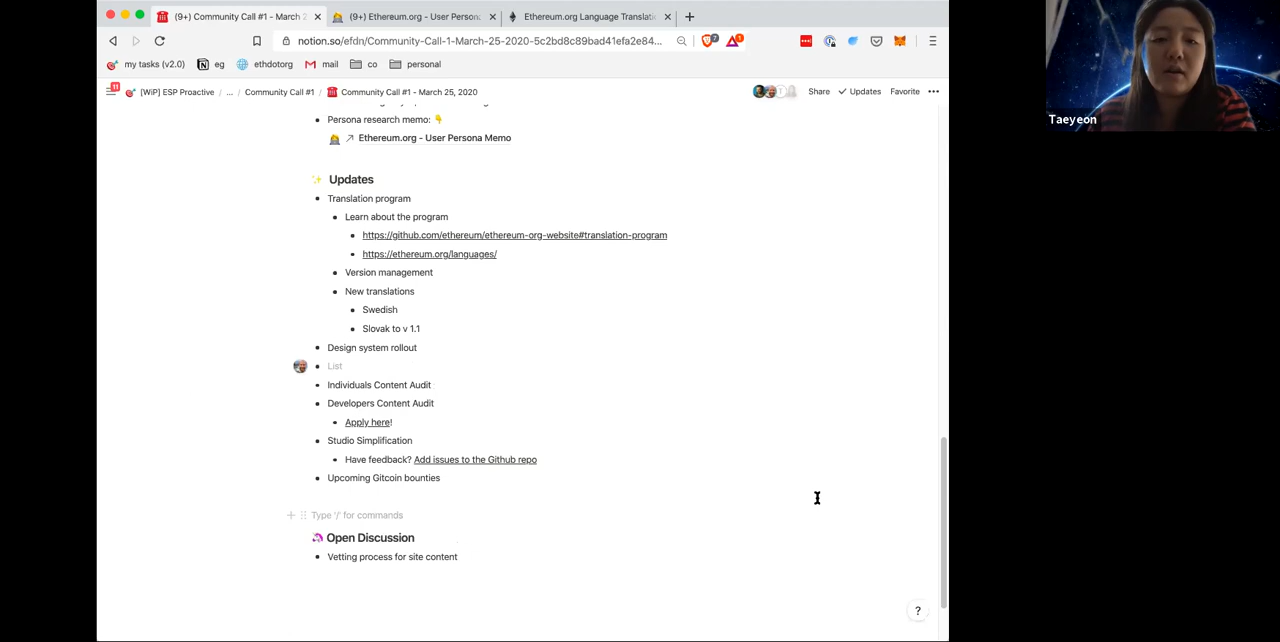 (9+) Community Call #1 - March 2
(9+) Ethereum.org - User Person
Ethereum.org Language Translati
notion.so/efdn/Community-Call-1-March-25-2020-5c2bd8c89bad41efa2e84...
my tasks (v2.0)
eg
ethdotorg
mail
co
personal
[WiP] ESP Proactive / ... / Community Call #1 / Community Call #1 - March 25, 2020
Share
Updates
Favorite
Taeyeon
Persona research memo:
Ethereum.org - User Persona Memo
Updates
Translation program
Learn about the program
https://github.com/ethereum/ethereum-org-website#translation-program
https://ethereum.org/languages/
Version management
New translations
Swedish
Slovak to v 1.1
Design system rollout
List
Individuals Content Audit
Developers Content Audit
Apply here!
Studio Simplification
Have feedback? Add issues to the Github repo
Upcoming Gitcoin bounties
Type '/' for commands
Open Discussion
Vetting process for site content
?